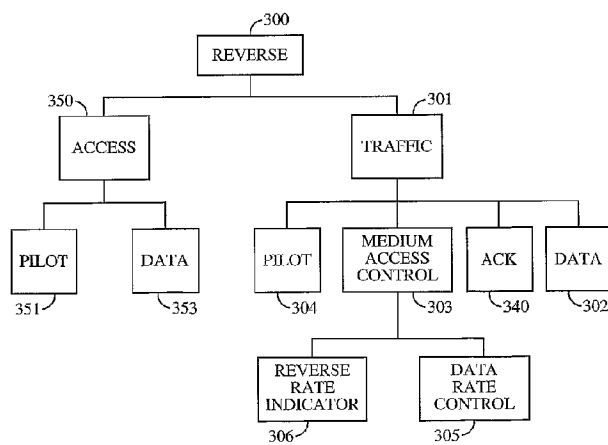 300
REVERSE
350
301
ACCESS
TRAFFIC
PILOT
DATA
PILOT
MEDIUM
ACCESS
CONTROL
ACK
DATA
351
353
304
303
340
302
REVERSE
RATE
INDICATOR
DATA
RATE
CONTROL
306
305